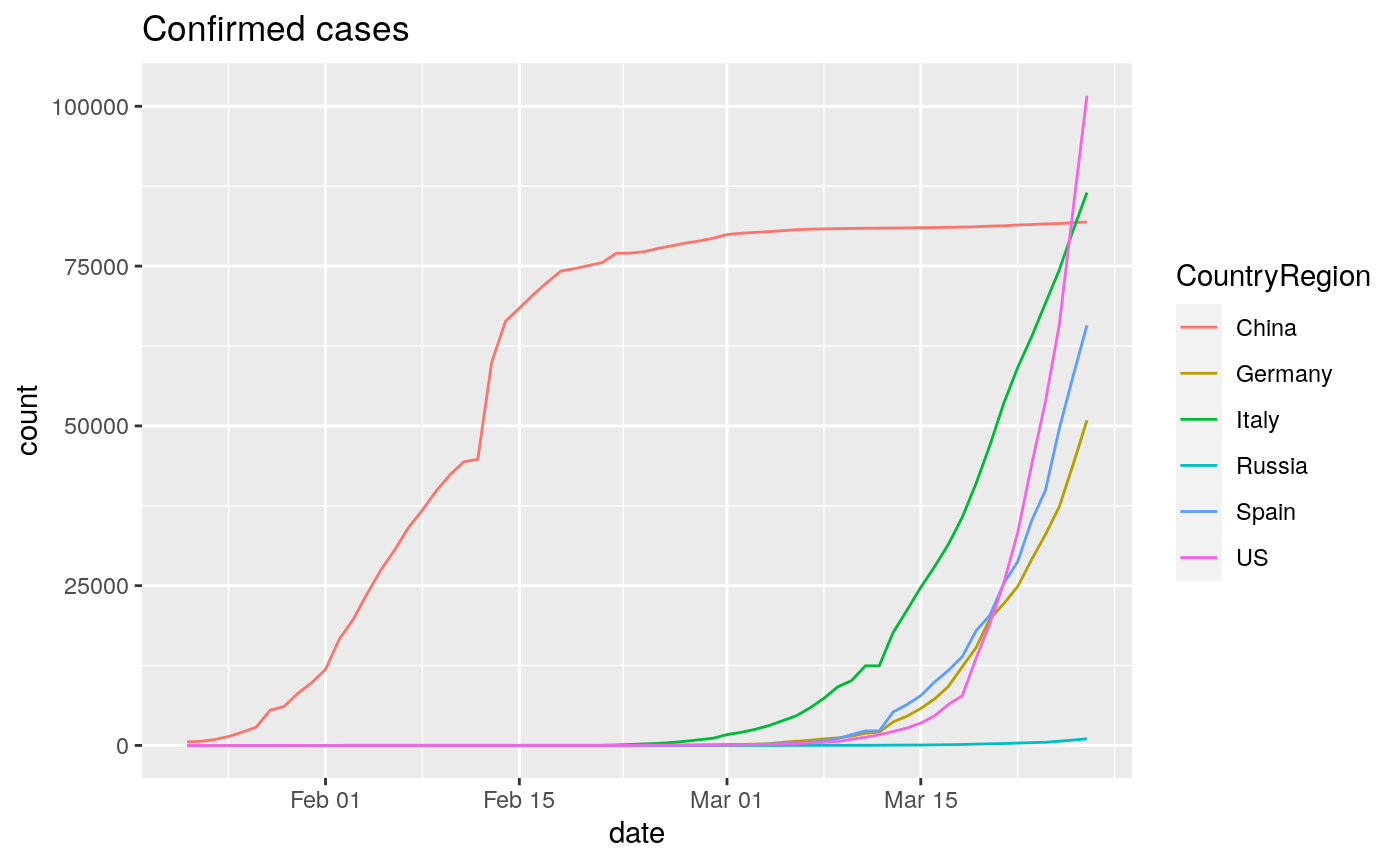 Confirmed cases
100000
75000
50000
25000
0
count
Feb 01
Feb 15
Mar 01
Mar 15
date
CountryRegion
China
Germany
Italy
Russia
Spain
US